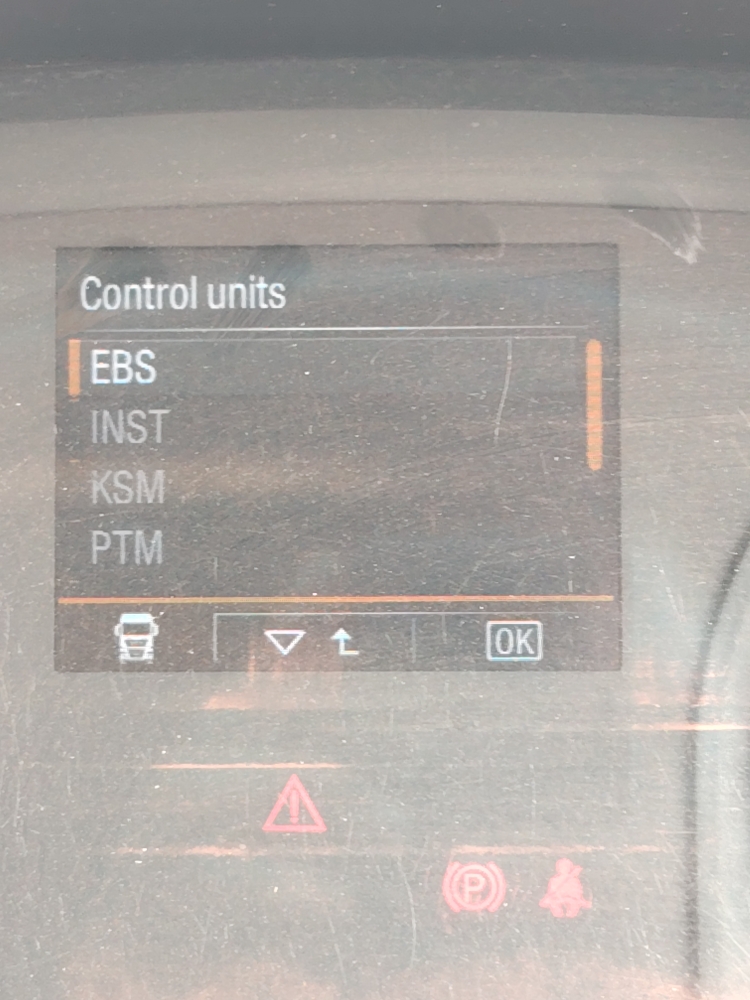 Control units
EBS
INST
KSM
PTM
OK
P